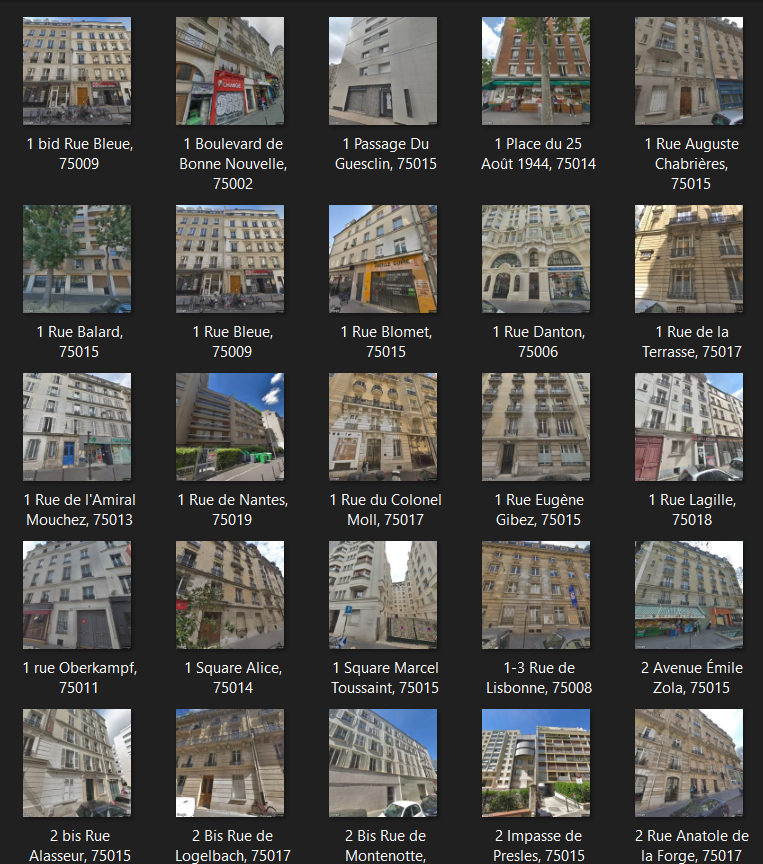 CHANGE
1 bid Rue Bleue,
75009
1 Boulevard de
Bonne Nouvelle,
75002
1 Passage Du
Guesclin, 75015
1 Place du 25
Août 1944, 75014
1 Rue Auguste
Chabrières,
75015
1 Rue Balard,
75015
1 Rue Bleue,
75009
1 Rue Blomet,
75015
1 Rue Danton,
75006
1 Rue de la
Terrasse, 75017
1 Rue de l'Amiral
Mouchez, 75013
1 Rue de Nantes,
75019
1 Rue du Colonel
Moll, 75017
1 Rue Eugène
Gibez, 75015
1 Rue Lagille,
75018
1 rue Oberkampf,
75011
1 Square Alice,
75014
1 Square Marcel
Toussaint, 75015
1-3 Rue de
Lisbonne, 75008
2 Avenue Émile
Zola, 75015
2 bis Rue
Alasseur, 75015
2 Bis Rue de
Logelbach, 75017
2 Bis Rue de
Montenotte,
2 Impasse de
Presles, 75015
2 Rue Anatole de
la Forge, 75017